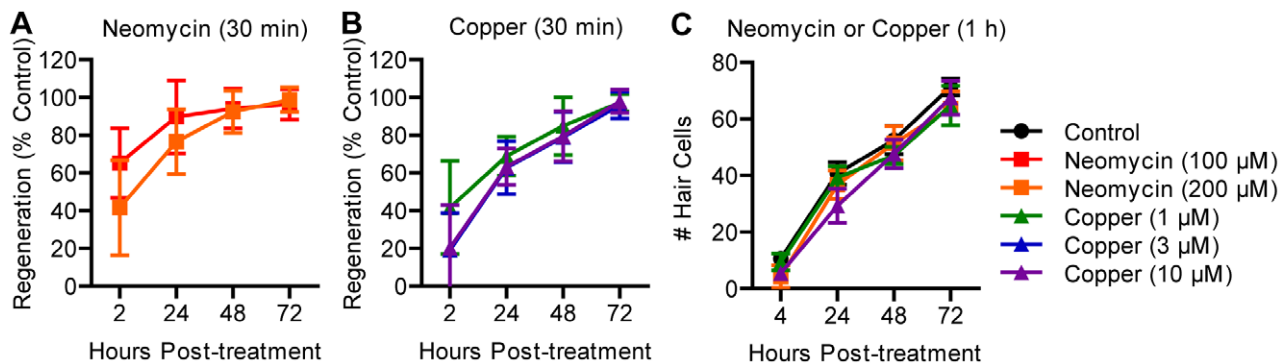 A
Neomycin (30 min)
Regeneration (% Control)
120
100
80
60
40
20
0
2 24 48 72
Hours Post-treatment
B
Copper (30 min)
Regeneration (% Control)
120
100
80
60
40
20
0
2 24 48 72
Hours Post-treatment
C
Neomycin or Copper (1 h)
# Hair Cells
80
60
40
20
0
4 24 48 72
Hours Post-treatment
Control
Neomycin (100 µM)
Neomycin (200 µM)
Copper (1 µM)
Copper (3 µM)
Copper (10 µM)